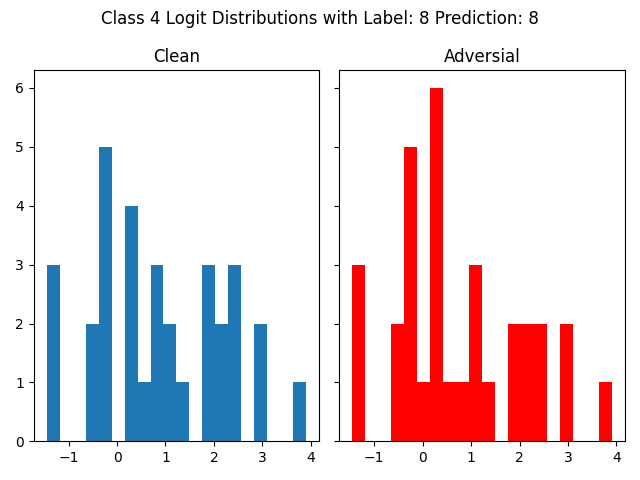 Class 4 Logit Distributions with Label: 8 Prediction: 8
Clean
Adversial
6
5
4
3
2
1
0
−1 0 1 2 3 4
−1 0 1 2 3 4